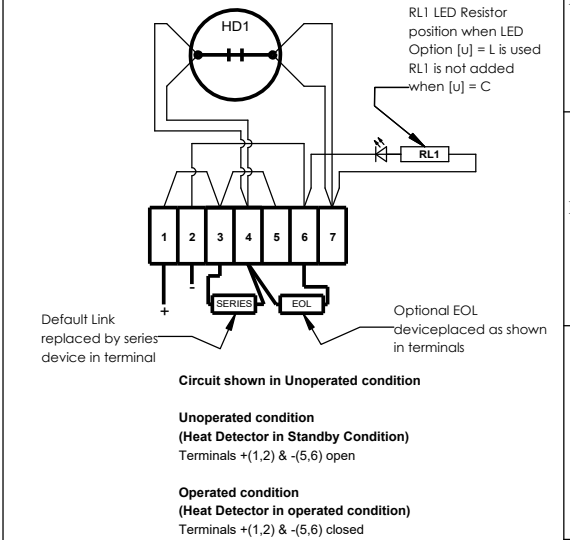 HD1
RL1 LED Resistor
position when LED
Option [u] = L is used
RL1 is not added
when [u] = C
RL1
1 2 3 4 5 6 7
+ -
SERIES EOL
Default Link
replaced by series
device in terminal
Optional EOL
deviceplaced as shown
in terminals
Circuit shown in Unoperated condition
Unoperated condition
(Heat Detector in Standby Condition)
Terminals +(1,2) & -(5,6) open
Operated condition
(Heat Detector in operated condition)
Terminals +(1,2) & -(5,6) closed